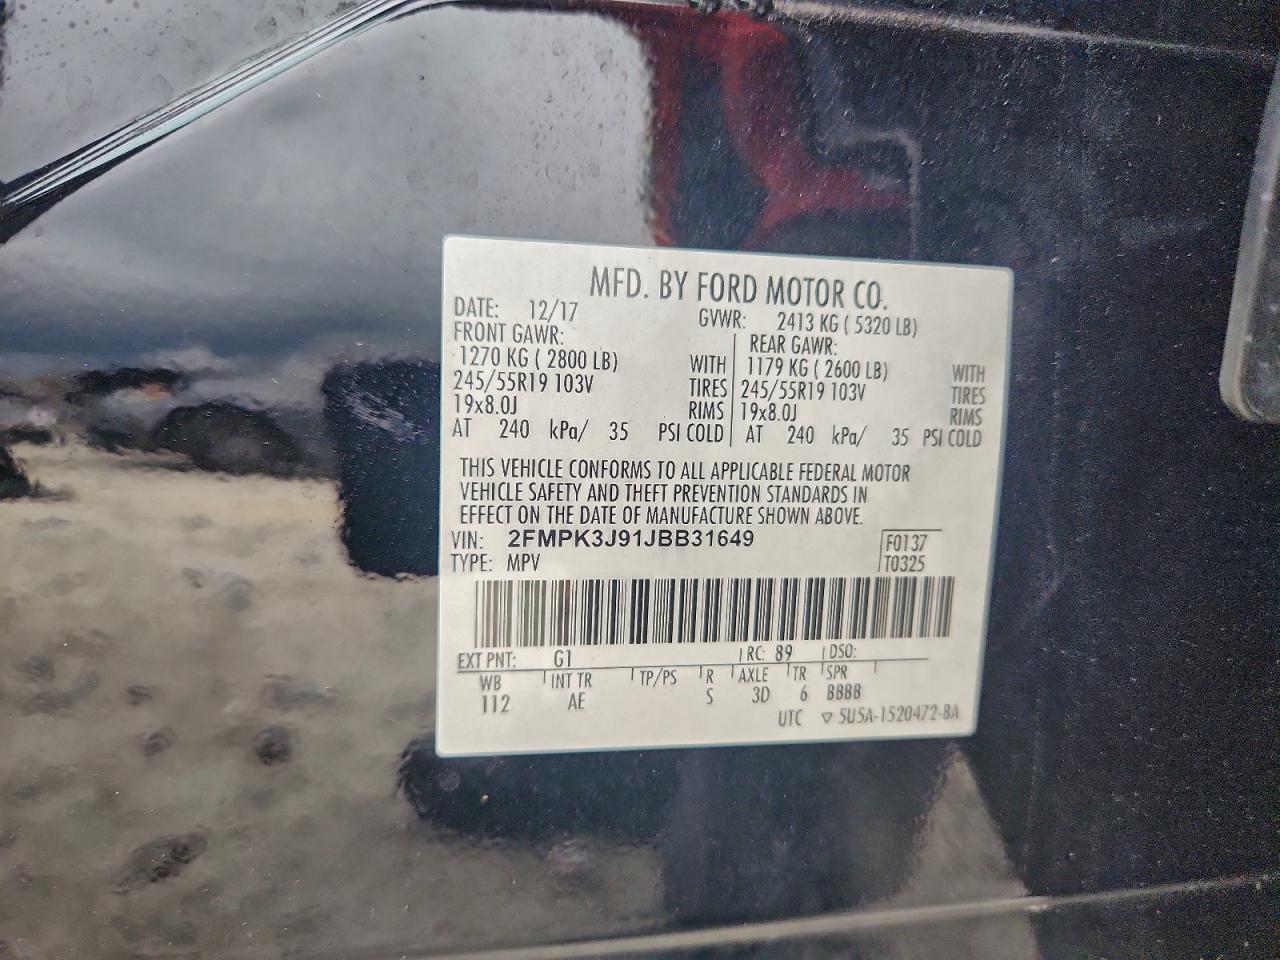 MFD. BY FORD MOTOR CO.
DATE: 12/17 GVWR: 2413 KG ( 5320 LB)
FRONT GAWR: REAR GAWR:
1270 KG ( 2800 LB) WITH 1179 KG ( 2600 LB) WITH
245/55R19 103V TIRES 245/55R19 103V TIRES
19x8.0J RIMS 19x8.0J RIMS
AT 240 kPa/ 35 PSI COLD AT 240 kPa/ 35 PSI COLD
THIS VEHICLE CONFORMS TO ALL APPLICABLE FEDERAL MOTOR
VEHICLE SAFETY AND THEFT PREVENTION STANDARDS IN
EFFECT ON THE DATE OF MANUFACTURE SHOWN ABOVE.
VIN: 2FMPK3J91JBB31649 F0137
TYPE: MPV T0325
EXT PNT: G1 RC: 89 DSO:
WB INT TR TP/PS R AXLE TR SPR
112 AE S 3D 6 BBBB
UTC ▽ 5U5A-1520472-BA